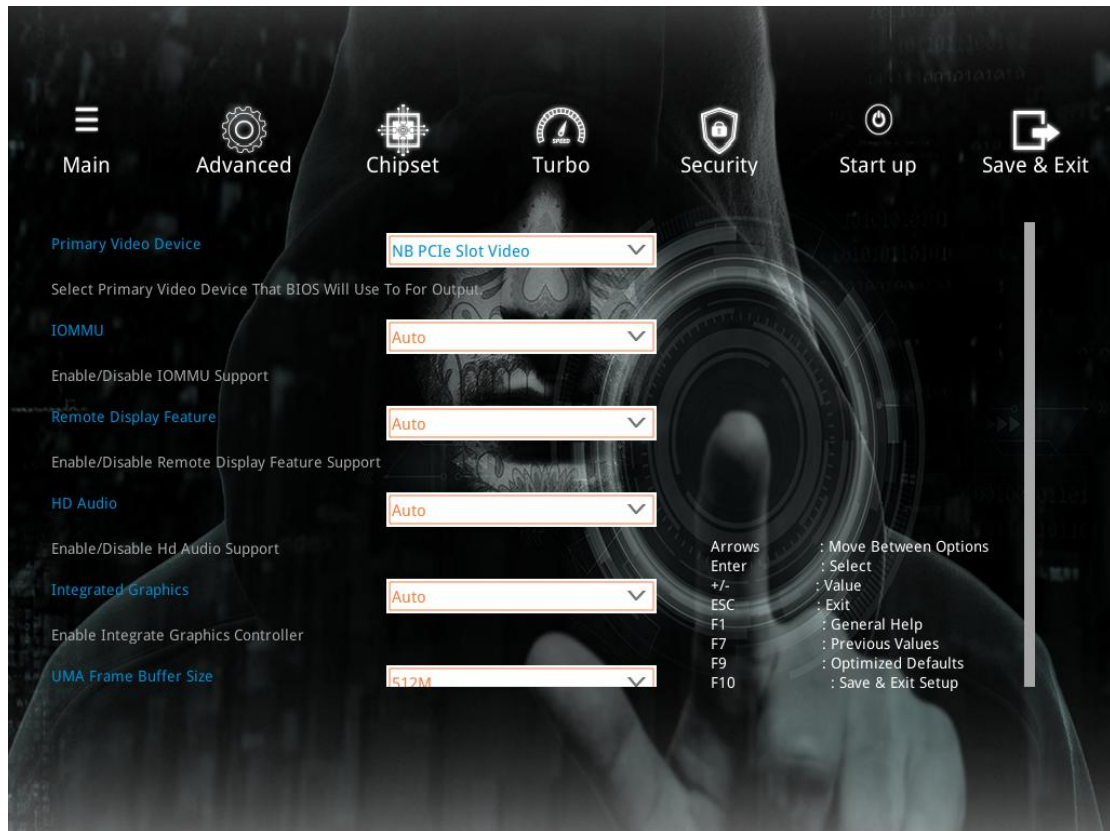 Main Advanced Chipset Turbo Security Start up Save & Exit
SPEED
Primary Video Device NB PCIe Slot Video
Select Primary Video Device That BIOS Will Use To For Output.
IOMMU Auto
Enable/Disable IOMMU Support
Remote Display Feature Auto
Enable/Disable Remote Display Feature Support
HD Audio Auto
Enable/Disable Hd Audio Support
Integrated Graphics Auto
Enable Integrate Graphics Controller
UMA Frame Buffer Size 512M
Arrows : Move Between Options
Enter : Select
+/- : Value
ESC : Exit
F1 : General Help
F7 : Previous Values
F9 : Optimized Defaults
F10 : Save & Exit Setup